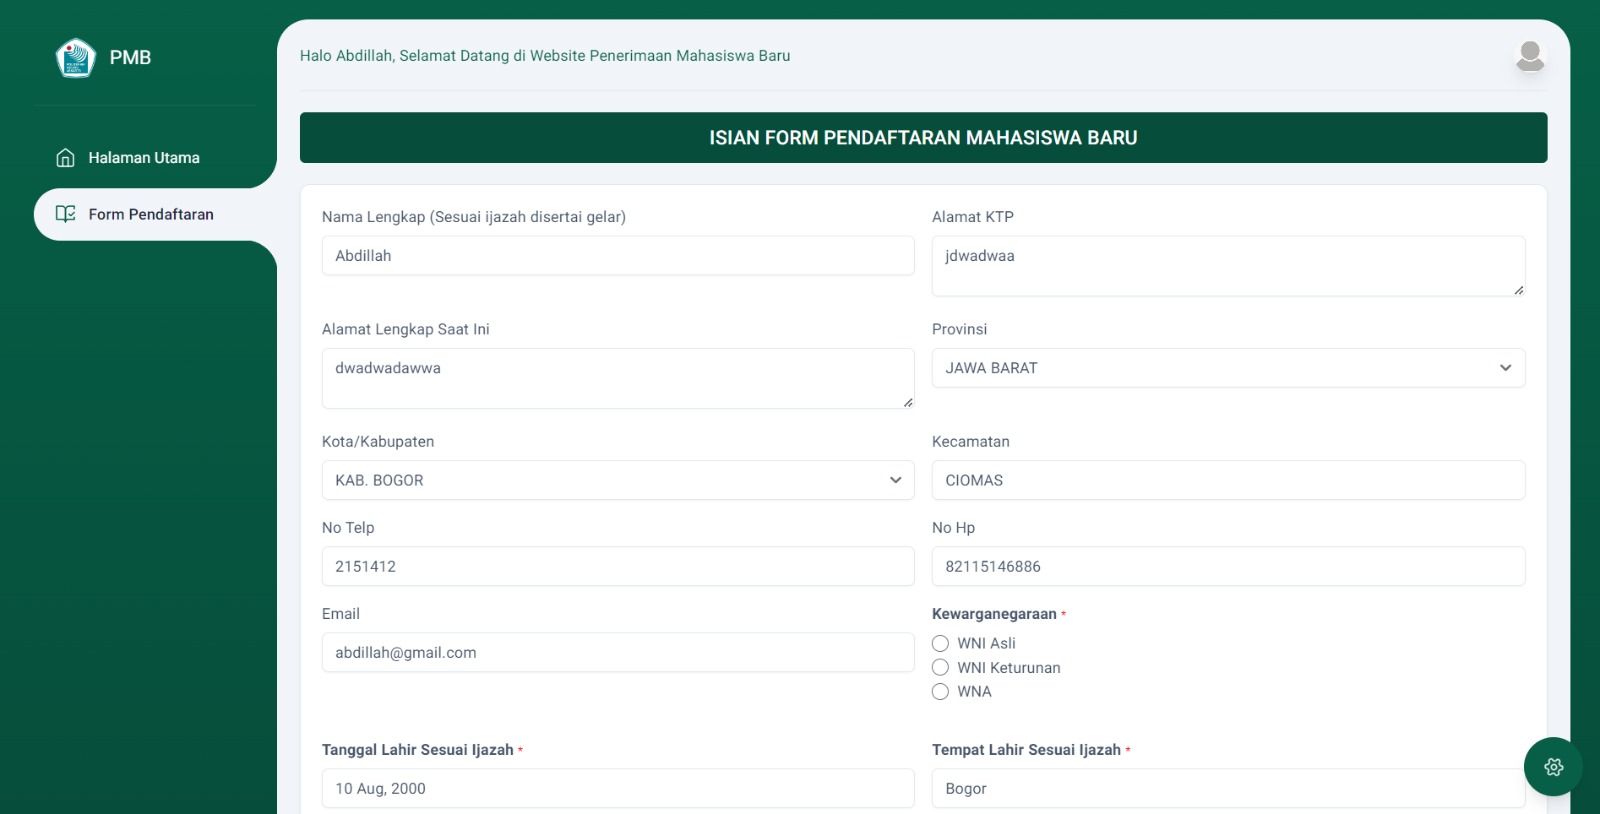 PMB
Halo Abdillah, Selamat Datang di Website Penerimaan Mahasiswa Baru
Halaman Utama
Form Pendaftaran
ISIAN FORM PENDAFTARAN MAHASISWA BARU
Nama Lengkap (Sesuai ijazah disertai gelar)
Abdillah
Alamat KTP
jdwadwaa
Alamat Lengkap Saat Ini
dwadwadawwa
Provinsi
JAWA BARAT
Kota/Kabupaten
KAB. BOGOR
Kecamatan
CIOMAS
No Telp
2151412
No Hp
82115146886
Email
abdillah@gmail.com
Kewarganegaraan *
WNI Asli
WNI Keturunan
WNA
Tanggal Lahir Sesuai Ijazah *
10 Aug, 2000
Tempat Lahir Sesuai Ijazah *
Bogor